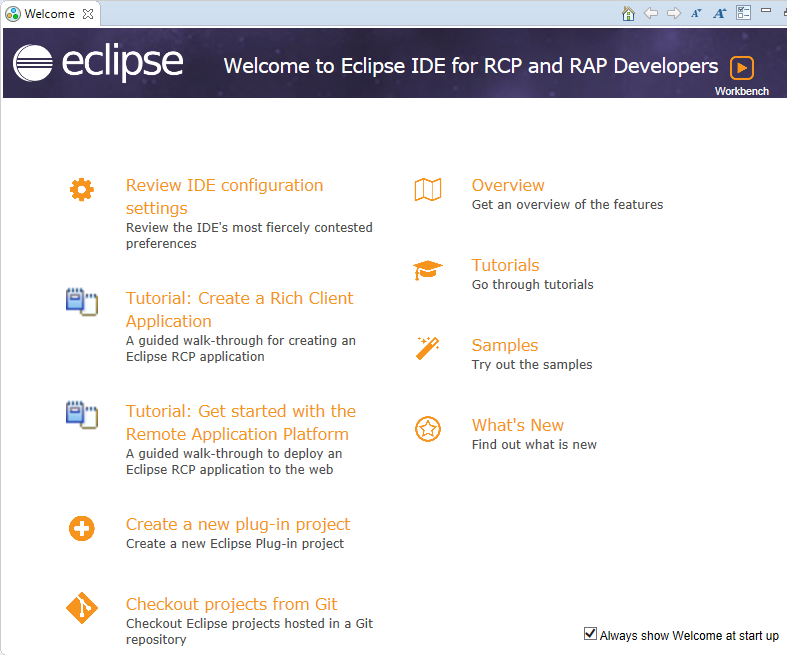 Welcome
eclipse
Welcome to Eclipse IDE for RCP and RAP Developers
Workbench
Review IDE configuration
settings
Review the IDE's most fiercely contested
preferences
Tutorial: Create a Rich Client
Application
A guided walk-through for creating an
Eclipse RCP application
Tutorial: Get started with the
Remote Application Platform
A guided walk-through to deploy an
Eclipse RCP application to the web
Create a new plug-in project
Create a new Eclipse Plug-in project
Checkout projects from Git
Checkout Eclipse projects hosted in a Git
repository
Overview
Get an overview of the features
Tutorials
Go through tutorials
Samples
Try out the samples
What's New
Find out what is new
Always show Welcome at start up